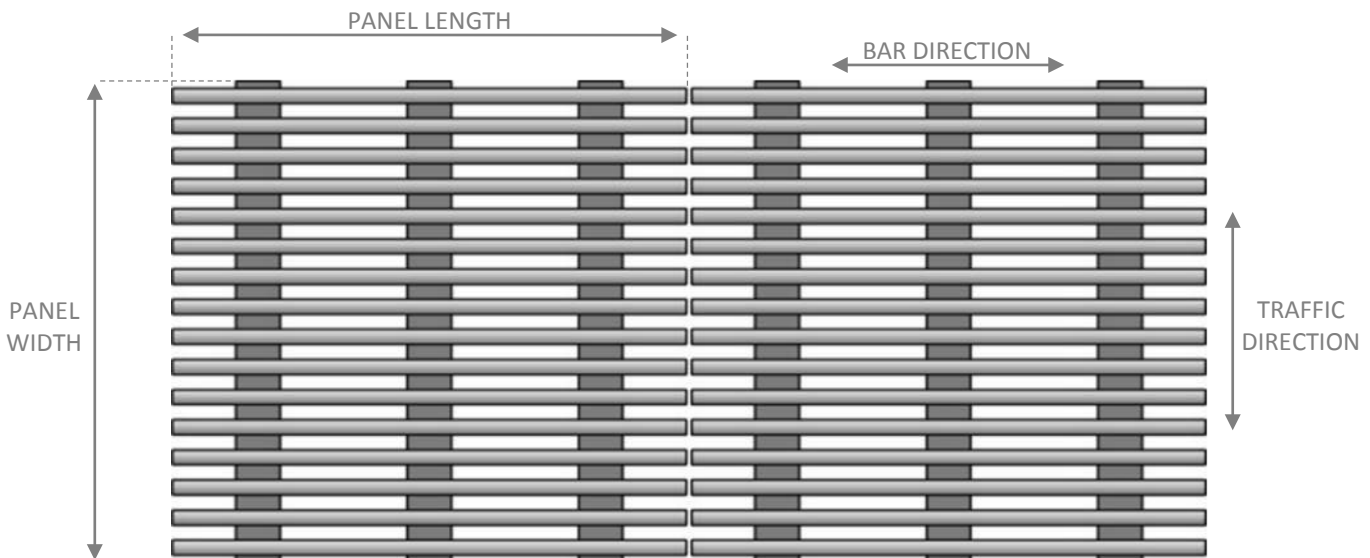 PANEL LENGTH
BAR DIRECTION
PANEL
WIDTH
TRAFFIC
DIRECTION